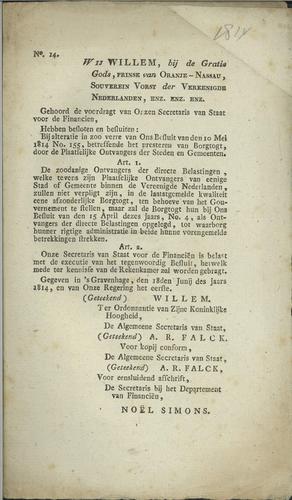 1814
No. 14.
WIJ WILLEM, bij de Gratie
Gods, PRINSE van ORANJE-NASSAU,
SOUVEREIN VORST der VEREENIGDE
NEDERLANDEN, ENZ. ENZ. ENZ.
Gehoord de voordragt van Onzen Secretaris van Staat
voor de Financien,
Hebben besloten en besluiten:
Bij alteratie in zoo verre van Ons Besluit van den 10 Mei
1814 No. 155, betreffende het presteren van Borgtogt,
door de Plaatselijke Ontvangers der Steden en Gemeenten.
Art. 1.
De zoodanige Ontvangers der directe Belastingen,
welke tevens zijn Plaatselijke Ontvangers van eenige
Stad of Gemeente binnen de Vereenigde Nederlanden,
zullen niet verpligt zijn, in de laatstgemelde kwaliteit
eene afzonderlijke Borgtogt, ten behoeve van het Gou-
vernement te stellen, maar zal de Borgtogt hun bij Ons
Besluit van den 15 April dezes jaars, No. 4, als Ont-
vangers der directe Belastingen opgelegd, tot waarborg
hunner rigtige administratie in beide hunne voormelde
betrekkingen strekken.
Art. 2.
Onze Secretaris van Staat voor de Financiën is belast
met de executie van het tegenwoordig Besluit, hetwelk
mede ter kennisse van de Rekenkamer zal worden gebragt.
Gegeven in 's Gravenhage, den 18den Junij des jaars
1814, en van Onze Regering het eerste.
(Geteekend) WILLEM.
Ter Ordonnantie van Zijne Koninklijke
Hoogheid,
De Algemeene Secretaris van Staat,
(Geteekend) A. R. FALCK.
Voor kopij conform,
De Algemeene Secretaris van Staat,
(Geteekend) A. R. FALCK,
Voor eensluidend afschrift,
De Secretaris bij het Departement
van Financiën,
NOËL SIMONS.